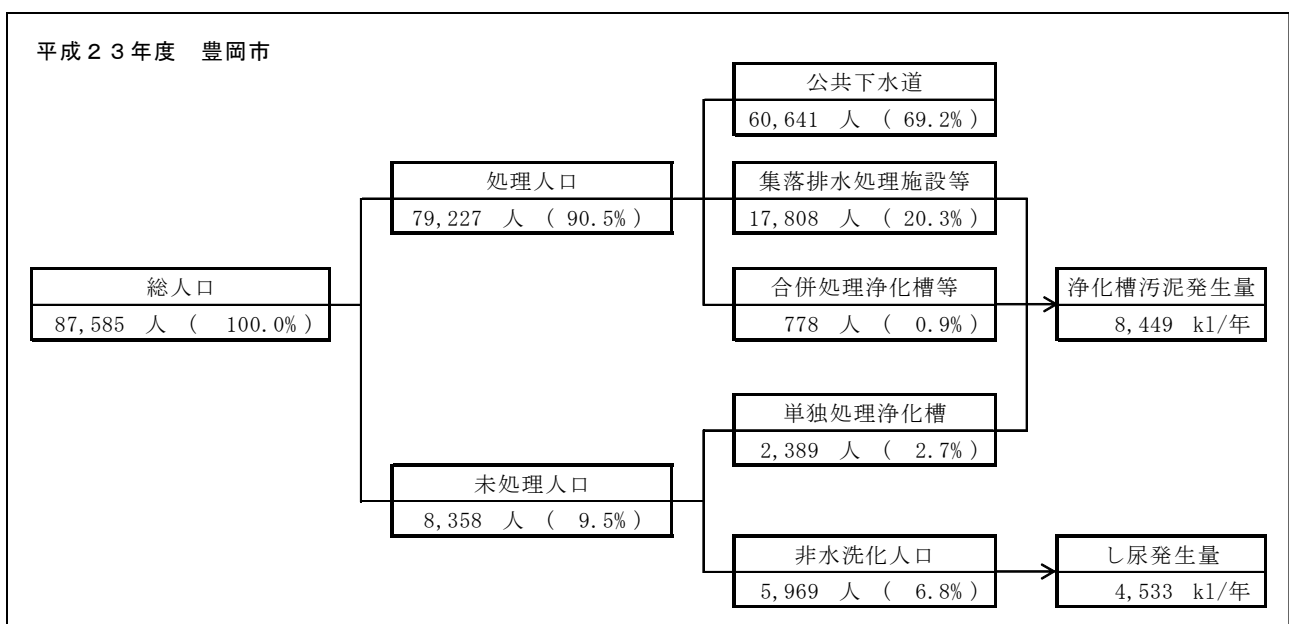 平成２３年度　豊岡市
公共下水道
60,641 人 ( 69.2%)
処理人口
79,227 人 ( 90.5%)
集落排水処理施設等
17,808 人 ( 20.3%)
総人口
87,585 人 ( 100.0%)
合併処理浄化槽等
778 人 ( 0.9%)
浄化槽汚泥発生量
8,449 kl/年
単独処理浄化槽
2,389 人 ( 2.7%)
未処理人口
8,358 人 ( 9.5%)
非水洗化人口
5,969 人 ( 6.8%)
し尿発生量
4,533 kl/年